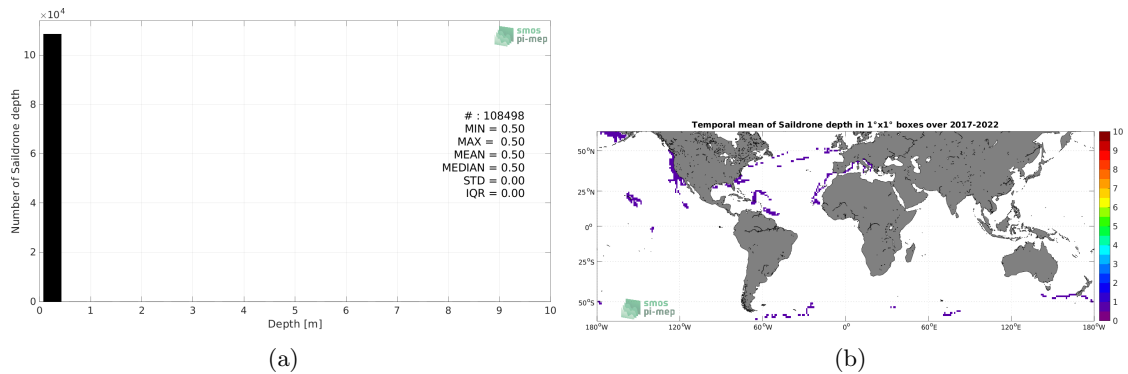 ×10⁴
smos
pi-mep
10
8
6
4
2
0
Number of Saildrone depth
# : 108498
MIN = 0.50
MAX = 0.50
MEAN = 0.50
MEDIAN = 0.50
STD = 0.00
IQR = 0.00
0 1 2 3 4 5 6 7 8 9 10
Depth [m]
(a)
Temporal mean of Saildrone depth in 1°x1° boxes over 2017-2022
50°N
25°N
0°
25°S
50°S
180°W 120°W 60°W 0° 60°E 120°E 180°W
smos
pi-mep
10
9
8
7
6
5
4
3
2
1
0
(b)